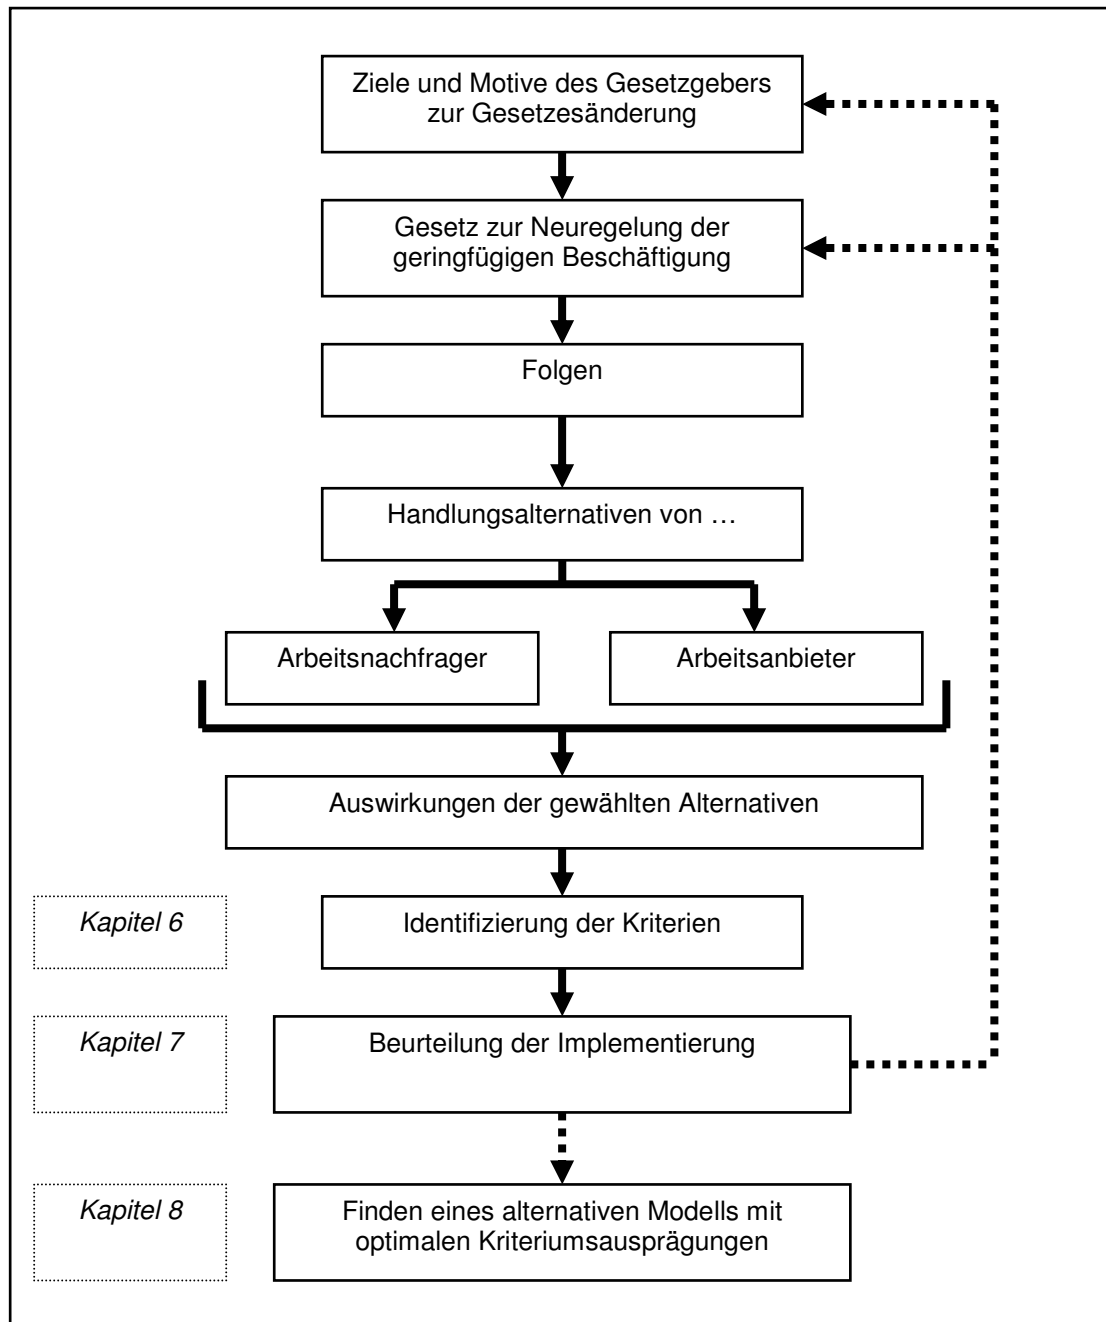 Ziele und Motive des Gesetzgebers
zur Gesetzesänderung
Gesetz zur Neuregelung der
geringfügigen Beschäftigung
Folgen
Handlungsalternativen von …
Arbeitsnachfrager
Arbeitsanbieter
Auswirkungen der gewählten Alternativen
Kapitel 6
Identifizierung der Kriterien
Kapitel 7
Beurteilung der Implementierung
Kapitel 8
Finden eines alternativen Modells mit
optimalen Kriteriumsausprägungen